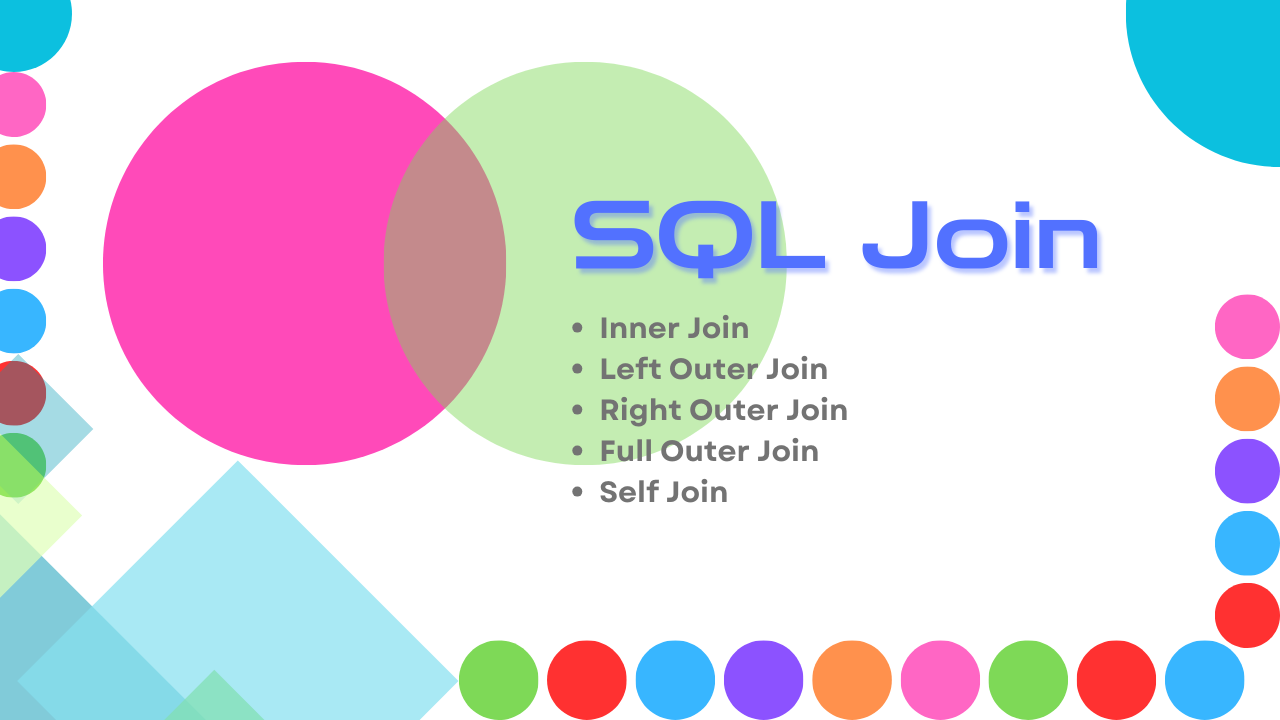 SQL Join
• Inner Join
• Left Outer Join
• Right Outer Join
• Full Outer Join
• Self Join